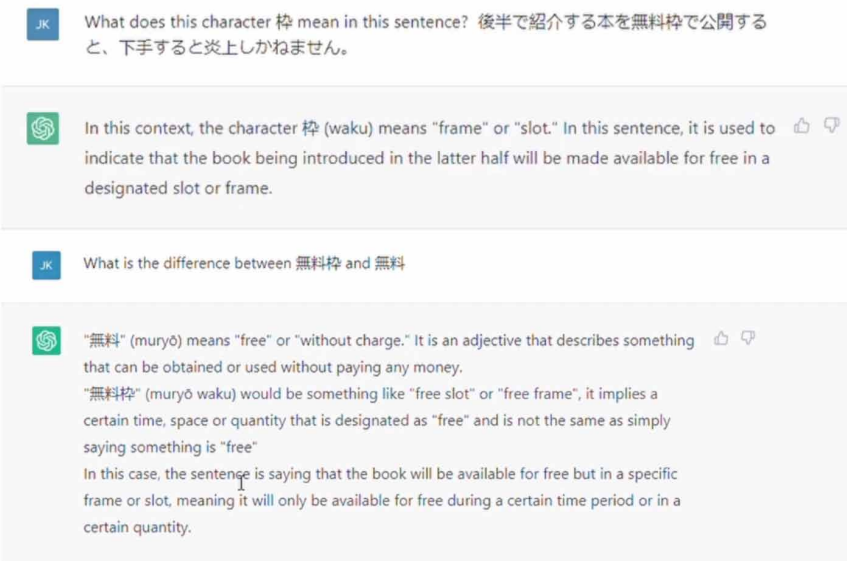 JK
What does this character 枠 mean in this sentence? 後半で紹介する本を無料枠で公開する
と、下手すると炎上しかねません。
In this context, the character 枠 (waku) means "frame" or "slot." In this sentence, it is used to
indicate that the book being introduced in the latter half will be made available for free in a
designated slot or frame.
JK
What is the difference between 無料枠 and 無料
"無料" (muryō) means "free" or "without charge." It is an adjective that describes something
that can be obtained or used without paying any money.
"無料枠" (muryō waku) would be something like "free slot" or "free frame", it implies a
certain time, space or quantity that is designated as "free" and is not the same as simply
saying something is "free"
In this case, the sentence is saying that the book will be available for free but in a specific
frame or slot, meaning it will only be available for free during a certain time period or in a
certain quantity.